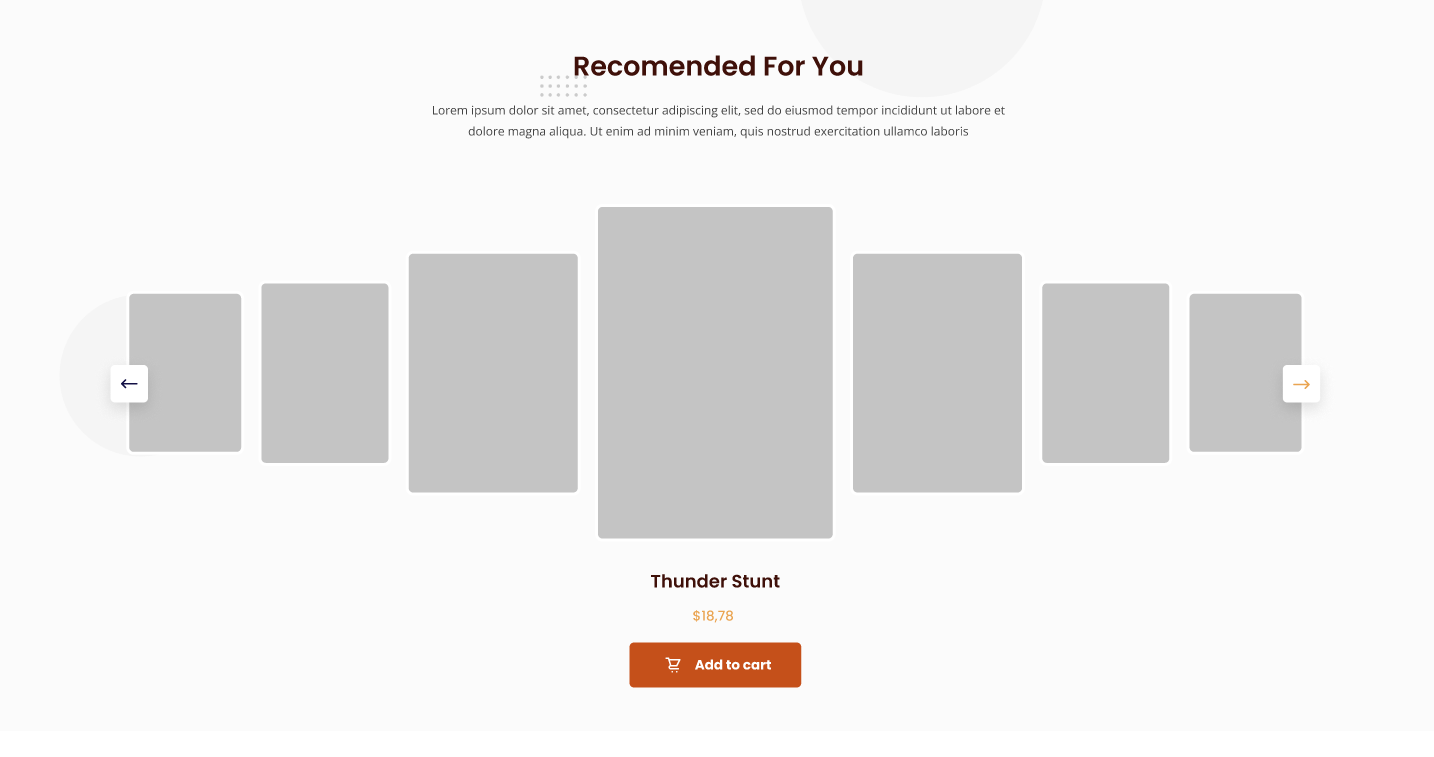 Recomended For You
Lorem ipsum dolor sit amet, consectetur adipiscing elit, sed do eiusmod tempor incididunt ut labore et
dolore magna aliqua. Ut enim ad minim veniam, quis nostrud exercitation ullamco laboris
Thunder Stunt
$18,78
Add to cart